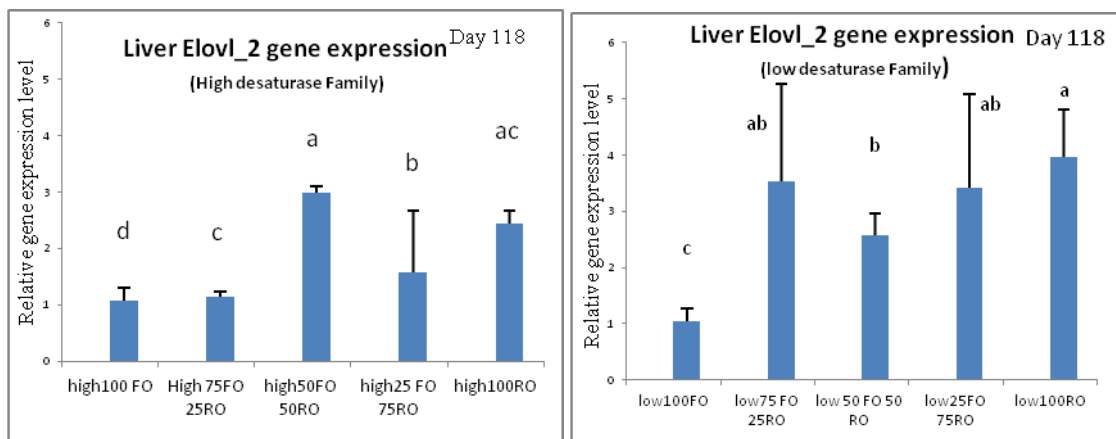 Liver Elovl_2 gene expression Day 118
(High desaturase Family)
Relative gene expression level
6
5
4
3
2
1
0
d
c
a
b
ac
high100 FO
High 75FO
25RO
high50FO
50RO
high25 FO
75RO
high100RO
Liver Elovl_2 gene expression Day 118
(low desaturase Family)
Relative gene expression level
6
5
4
3
2
1
0
c
ab
b
ab
a
low100FO
low75 FO
25RO
low 50 FO 50
RO
low25FO
75RO
low100RO